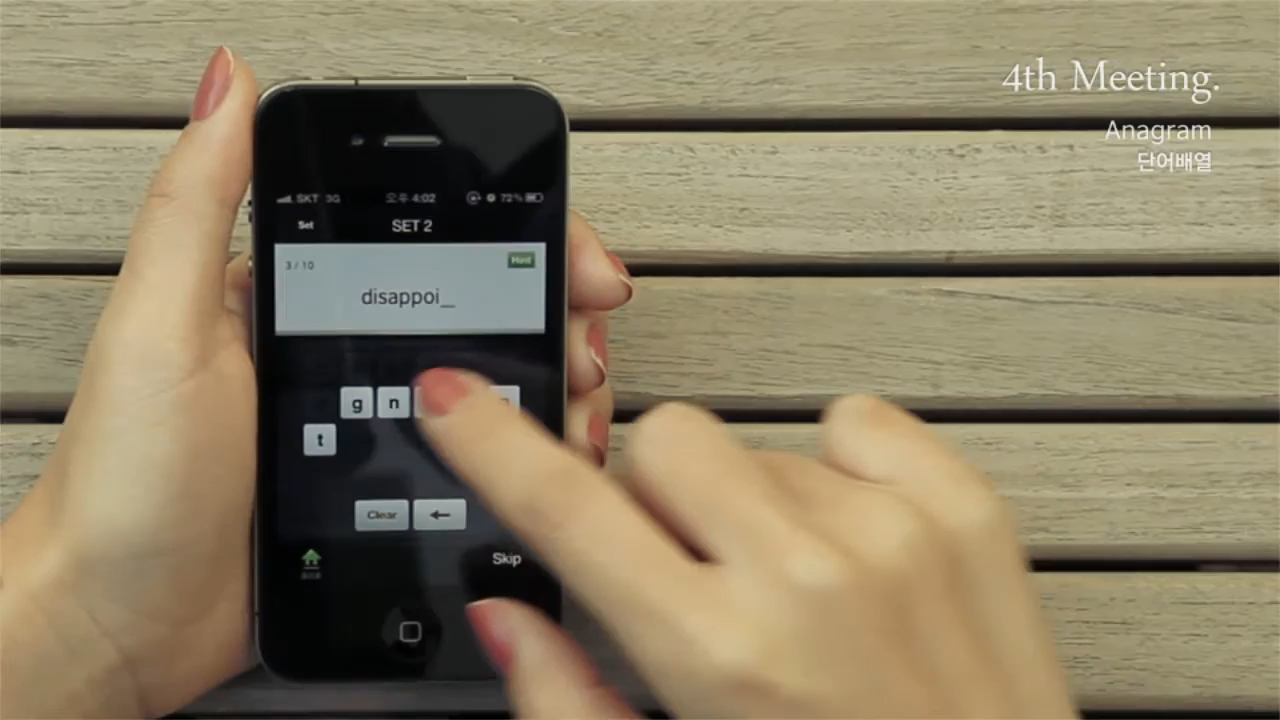 4th Meeting.
Anagram
단어배열
SKT 3G 오후 4:02 72%
Set SET 2
3 / 10 Hint
disappoi_
g n
t
Clear ←
Skip